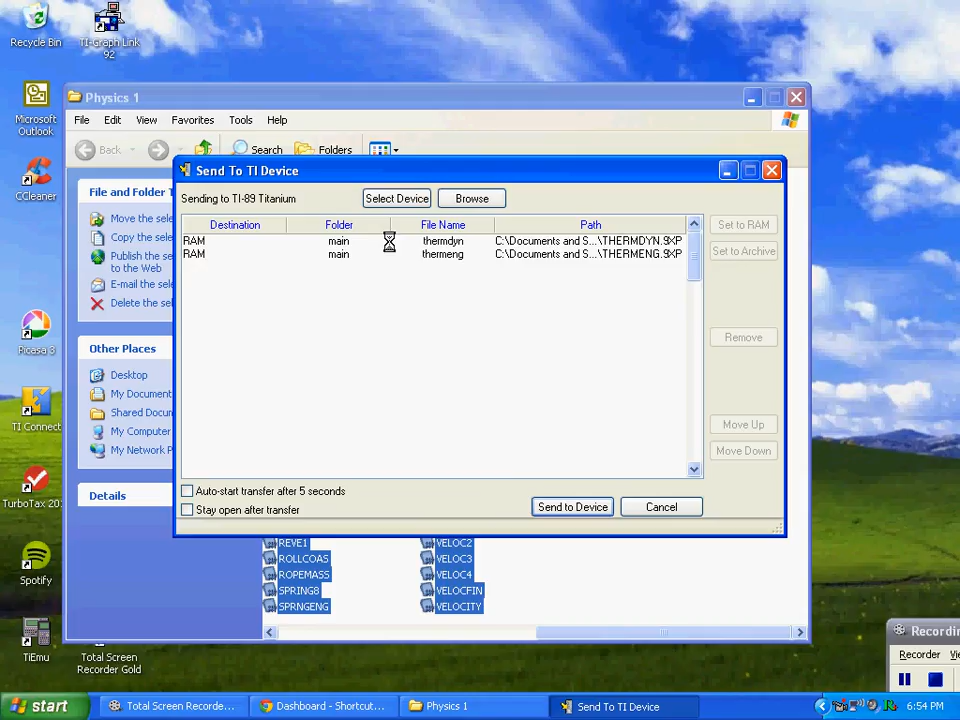 Recycle Bin
TI-Graph Link
92
Microsoft
Outlook
CCleaner
Picasa 3
TI Connect
TurboTax 20
Spotify
TiEmu
Total Screen
Recorder Gold
Physics 1
File Edit View Favorites Tools Help
Back Search Folders
File and Folder T
Move the sele
Copy the sele
Publish the se
to the Web
E-mail the sel
Delete the sel
Other Places
Desktop
My Document
Shared Docun
My Computer
My Network P
Details
Send To TI Device
Sending to TI-89 Titanium Select Device Browse
Destination Folder File Name Path
RAM main thermdyn C:\Documents and S...\THERMDYN.9XP
RAM main thermeng C:\Documents and S...\THERMENG.9XP
Set to RAM
Set to Archive
Remove
Move Up
Move Down
Auto-start transfer after 5 seconds
Stay open after transfer
Send to Device Cancel
REVE1 VELOC2
ROLLCOAS VELOC3
ROPEMASS VELOC4
SPRING8 VELOCFIN
SPRNGENG VELOCITY
Recording
Recorder Vie
start Total Screen Recorde... Dashboard - Shortcut... Physics 1 Send To TI Device 6:54 PM